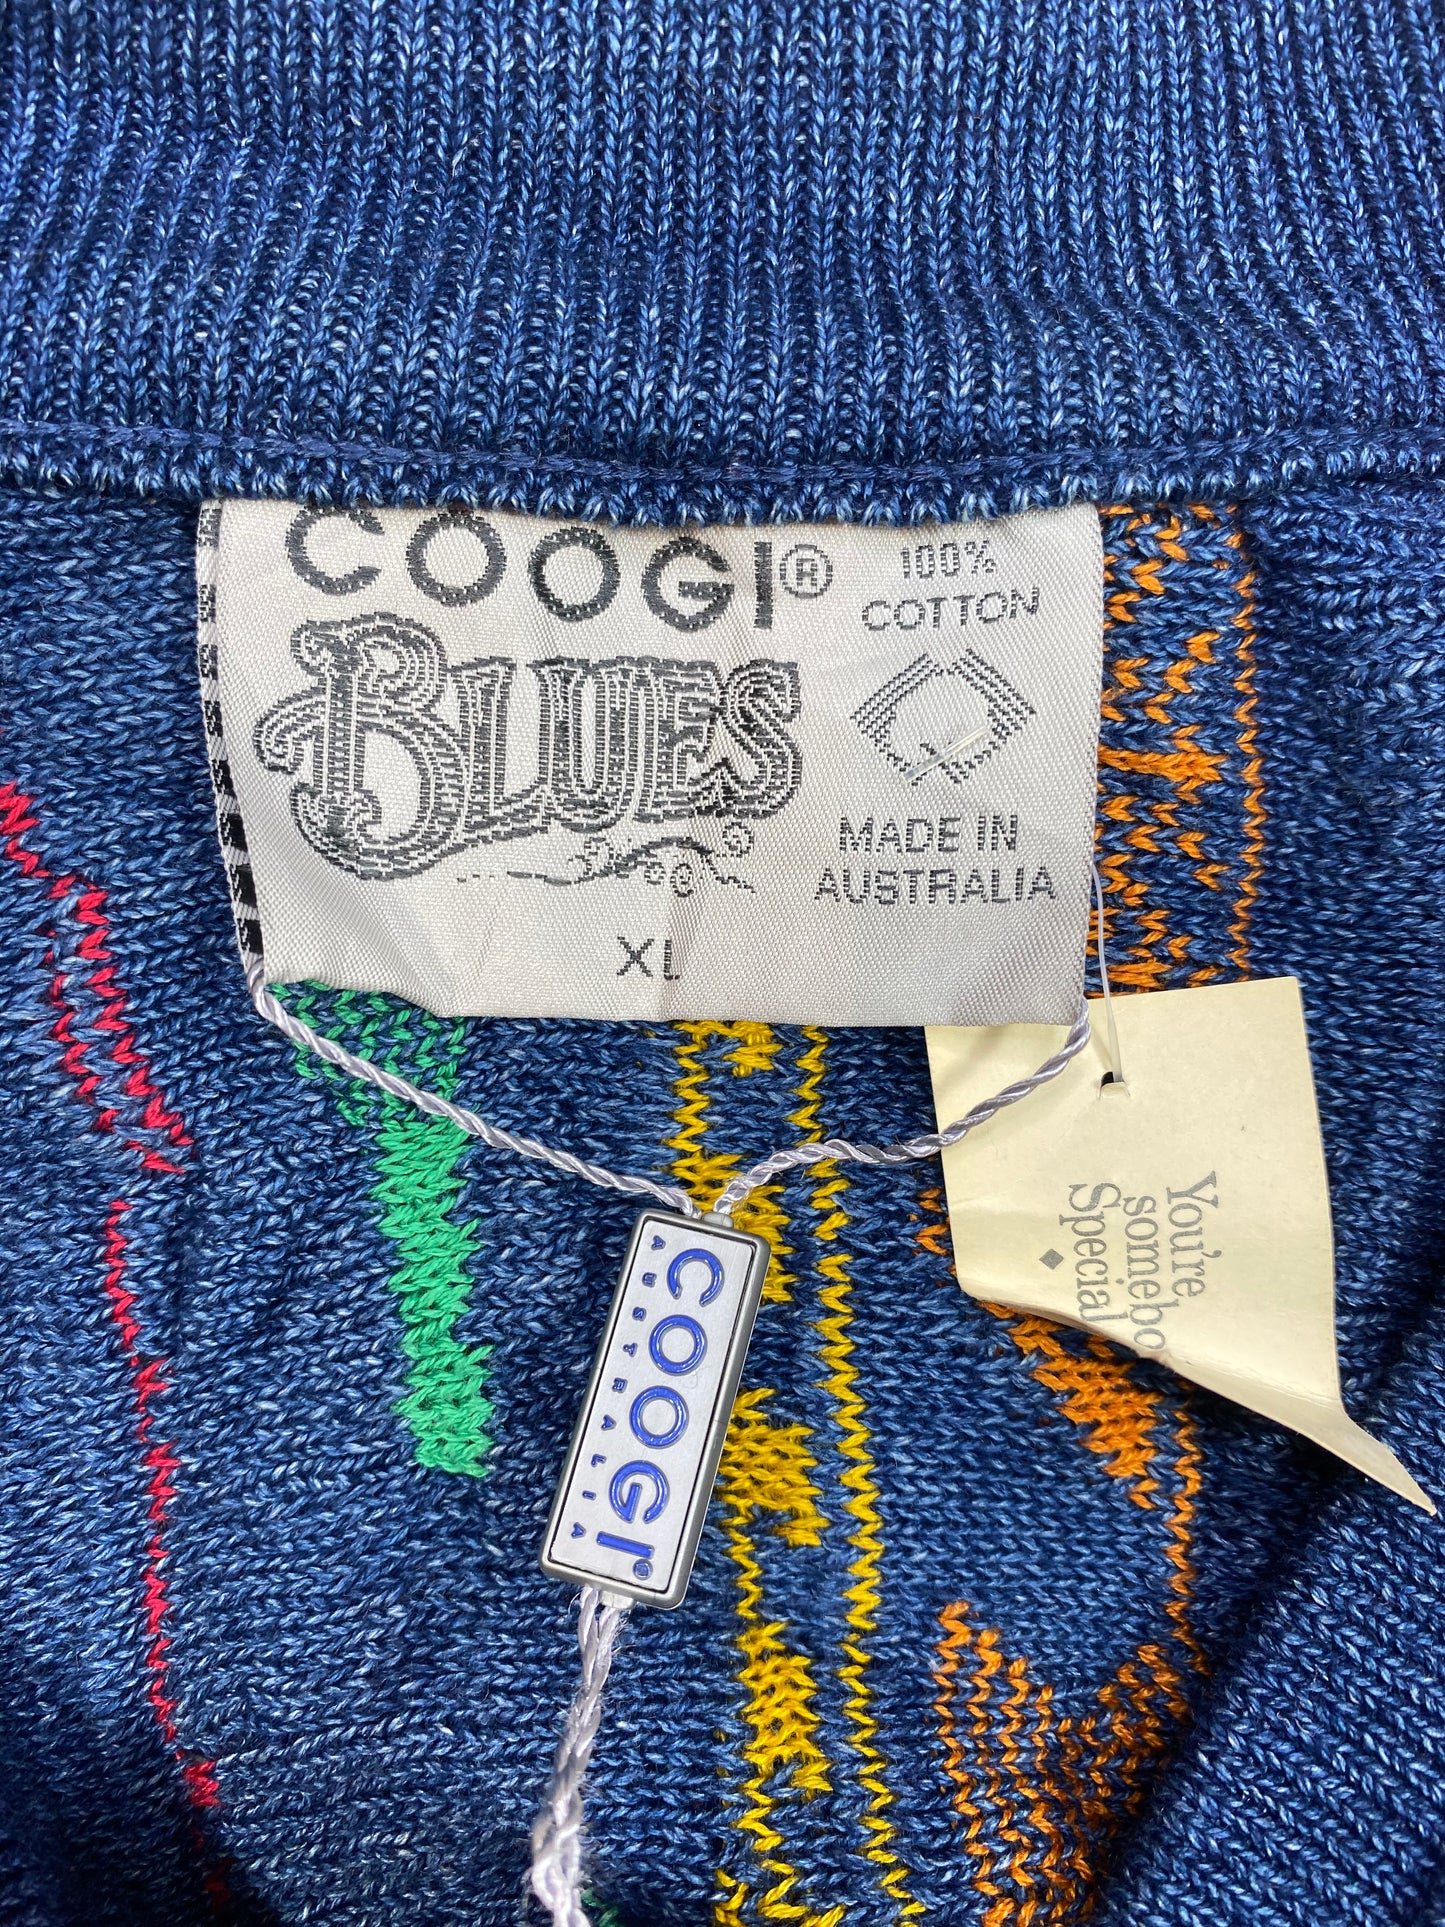 COOGI®
BLUES
XL
100%
COTTON
MADE IN
AUSTRALIA
COOGI®
AUSTRALIA
You're
somebo
Special